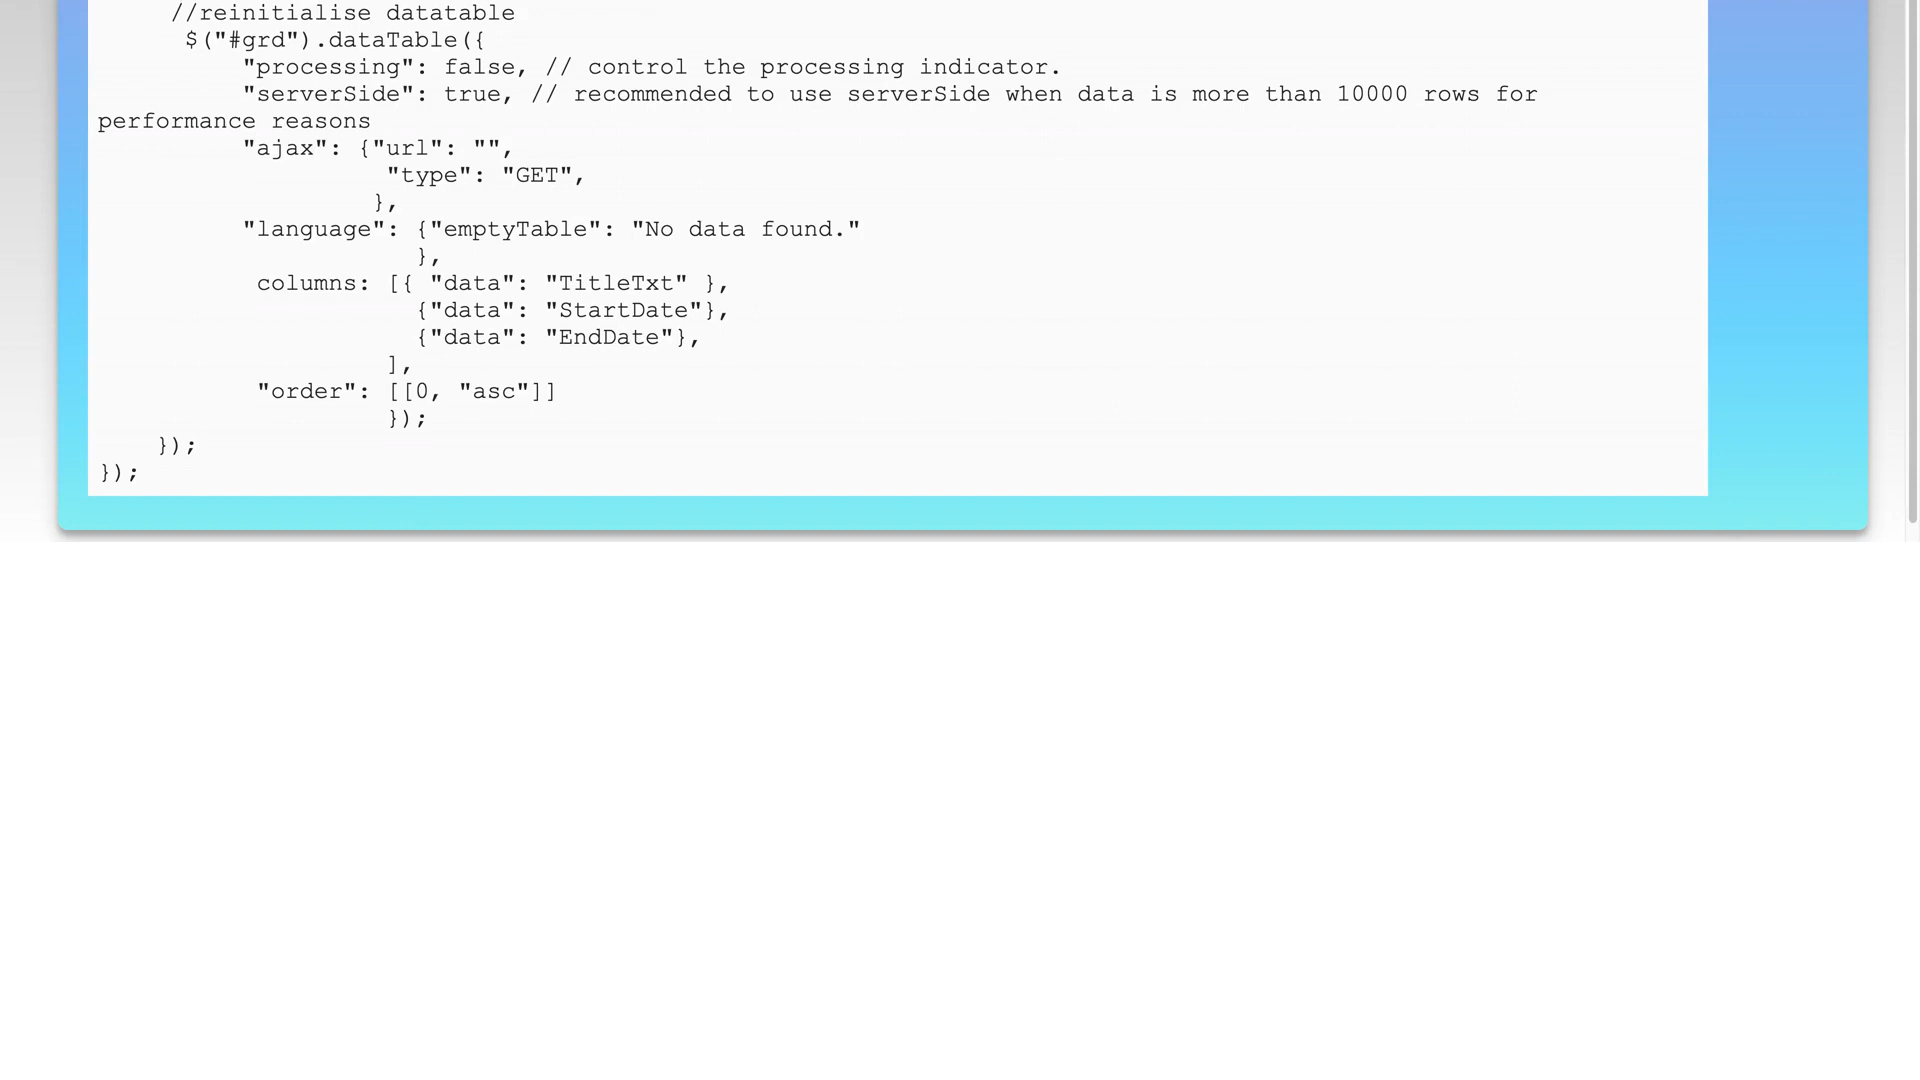 //reinitialise datatable
$("#grd").dataTable({
"processing": false, // control the processing indicator.
"serverSide": true, // recommended to use serverSide when data is more than 10000 rows for
performance reasons
"ajax": {"url": "",
"type": "GET",
},
"language": {"emptyTable": "No data found."
},
columns: [{ "data": "TitleTxt" },
{"data": "StartDate"},
{"data": "EndDate"},
],
"order": [[0, "asc"]]
});
});
});